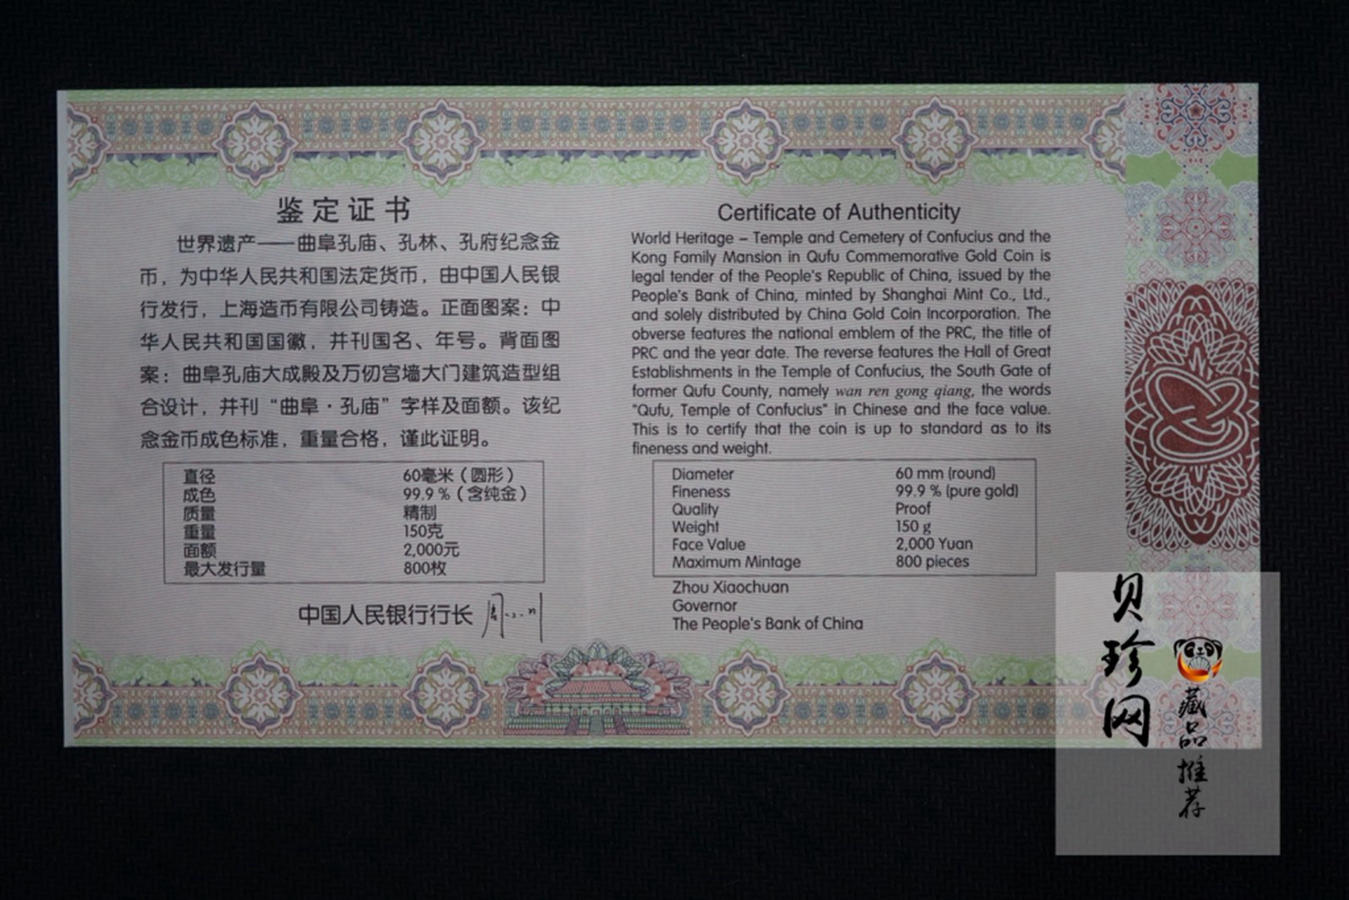 鉴定证书
世界遗产——曲阜孔庙、孔林、孔府纪念金
币，为中华人民共和国法定货币，由中国人民银
行发行，上海造币有限公司铸造。正面图案：中
华人民共和国国徽，并刊国名、年号。背面图
案：曲阜孔庙大成殿及万仞宫墙大门建筑造型组
合设计，并刊“曲阜·孔庙”字样及面额。该纪
念金币成色标准，重量合格，谨此证明。
直径 60毫米（圆形）
成色 99.9％（含纯金）
质量 精制
重量 150克
面额 2,000元
最大发行量 800枚
中国人民银行行长
Certificate of Authenticity
World Heritage – Temple and Cemetery of Confucius and the
Kong Family Mansion in Qufu Commemorative Gold Coin is
legal tender of the People's Republic of China, issued by the
People's Bank of China, minted by Shanghai Mint Co., Ltd.,
and solely distributed by China Gold Coin Incorporation. The
obverse features the national emblem of the PRC, the title of
PRC and the year date. The reverse features the Hall of Great
Establishments in the Temple of Confucius, the South Gate of
former Qufu County, namely wan ren gong qiang, the words
"Qufu, Temple of Confucius" in Chinese and the face value.
This is to certify that the coin is up to standard as to its
fineness and weight.
Diameter 60 mm (round)
Fineness 99.9 % (pure gold)
Quality Proof
Weight 150 g
Face Value 2,000 Yuan
Maximum Mintage 800 pieces
Zhou Xiaochuan
Governor
The People's Bank of China
贝珍网
藏品推荐